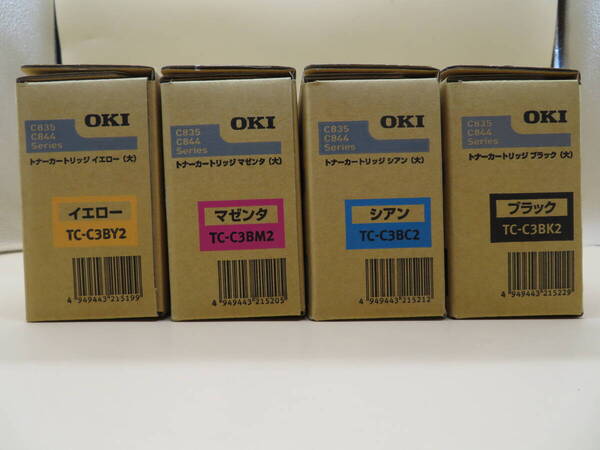 OKI
C835
C844
Series
トナーカートリッジ イエロー (大)
イエロー
TC-C3BY2
4 949443 215199
OKI
C835
C844
Series
トナーカートリッジ マゼンタ (大)
マゼンタ
TC-C3BM2
4 949443 215205
OKI
C835
C844
Series
トナーカートリッジ シアン (大)
シアン
TC-C3BC2
4 949443 215212
OKI
C835
C844
Series
トナーカートリッジ ブラック (大)
ブラック
TC-C3BK2
4 949443 215229